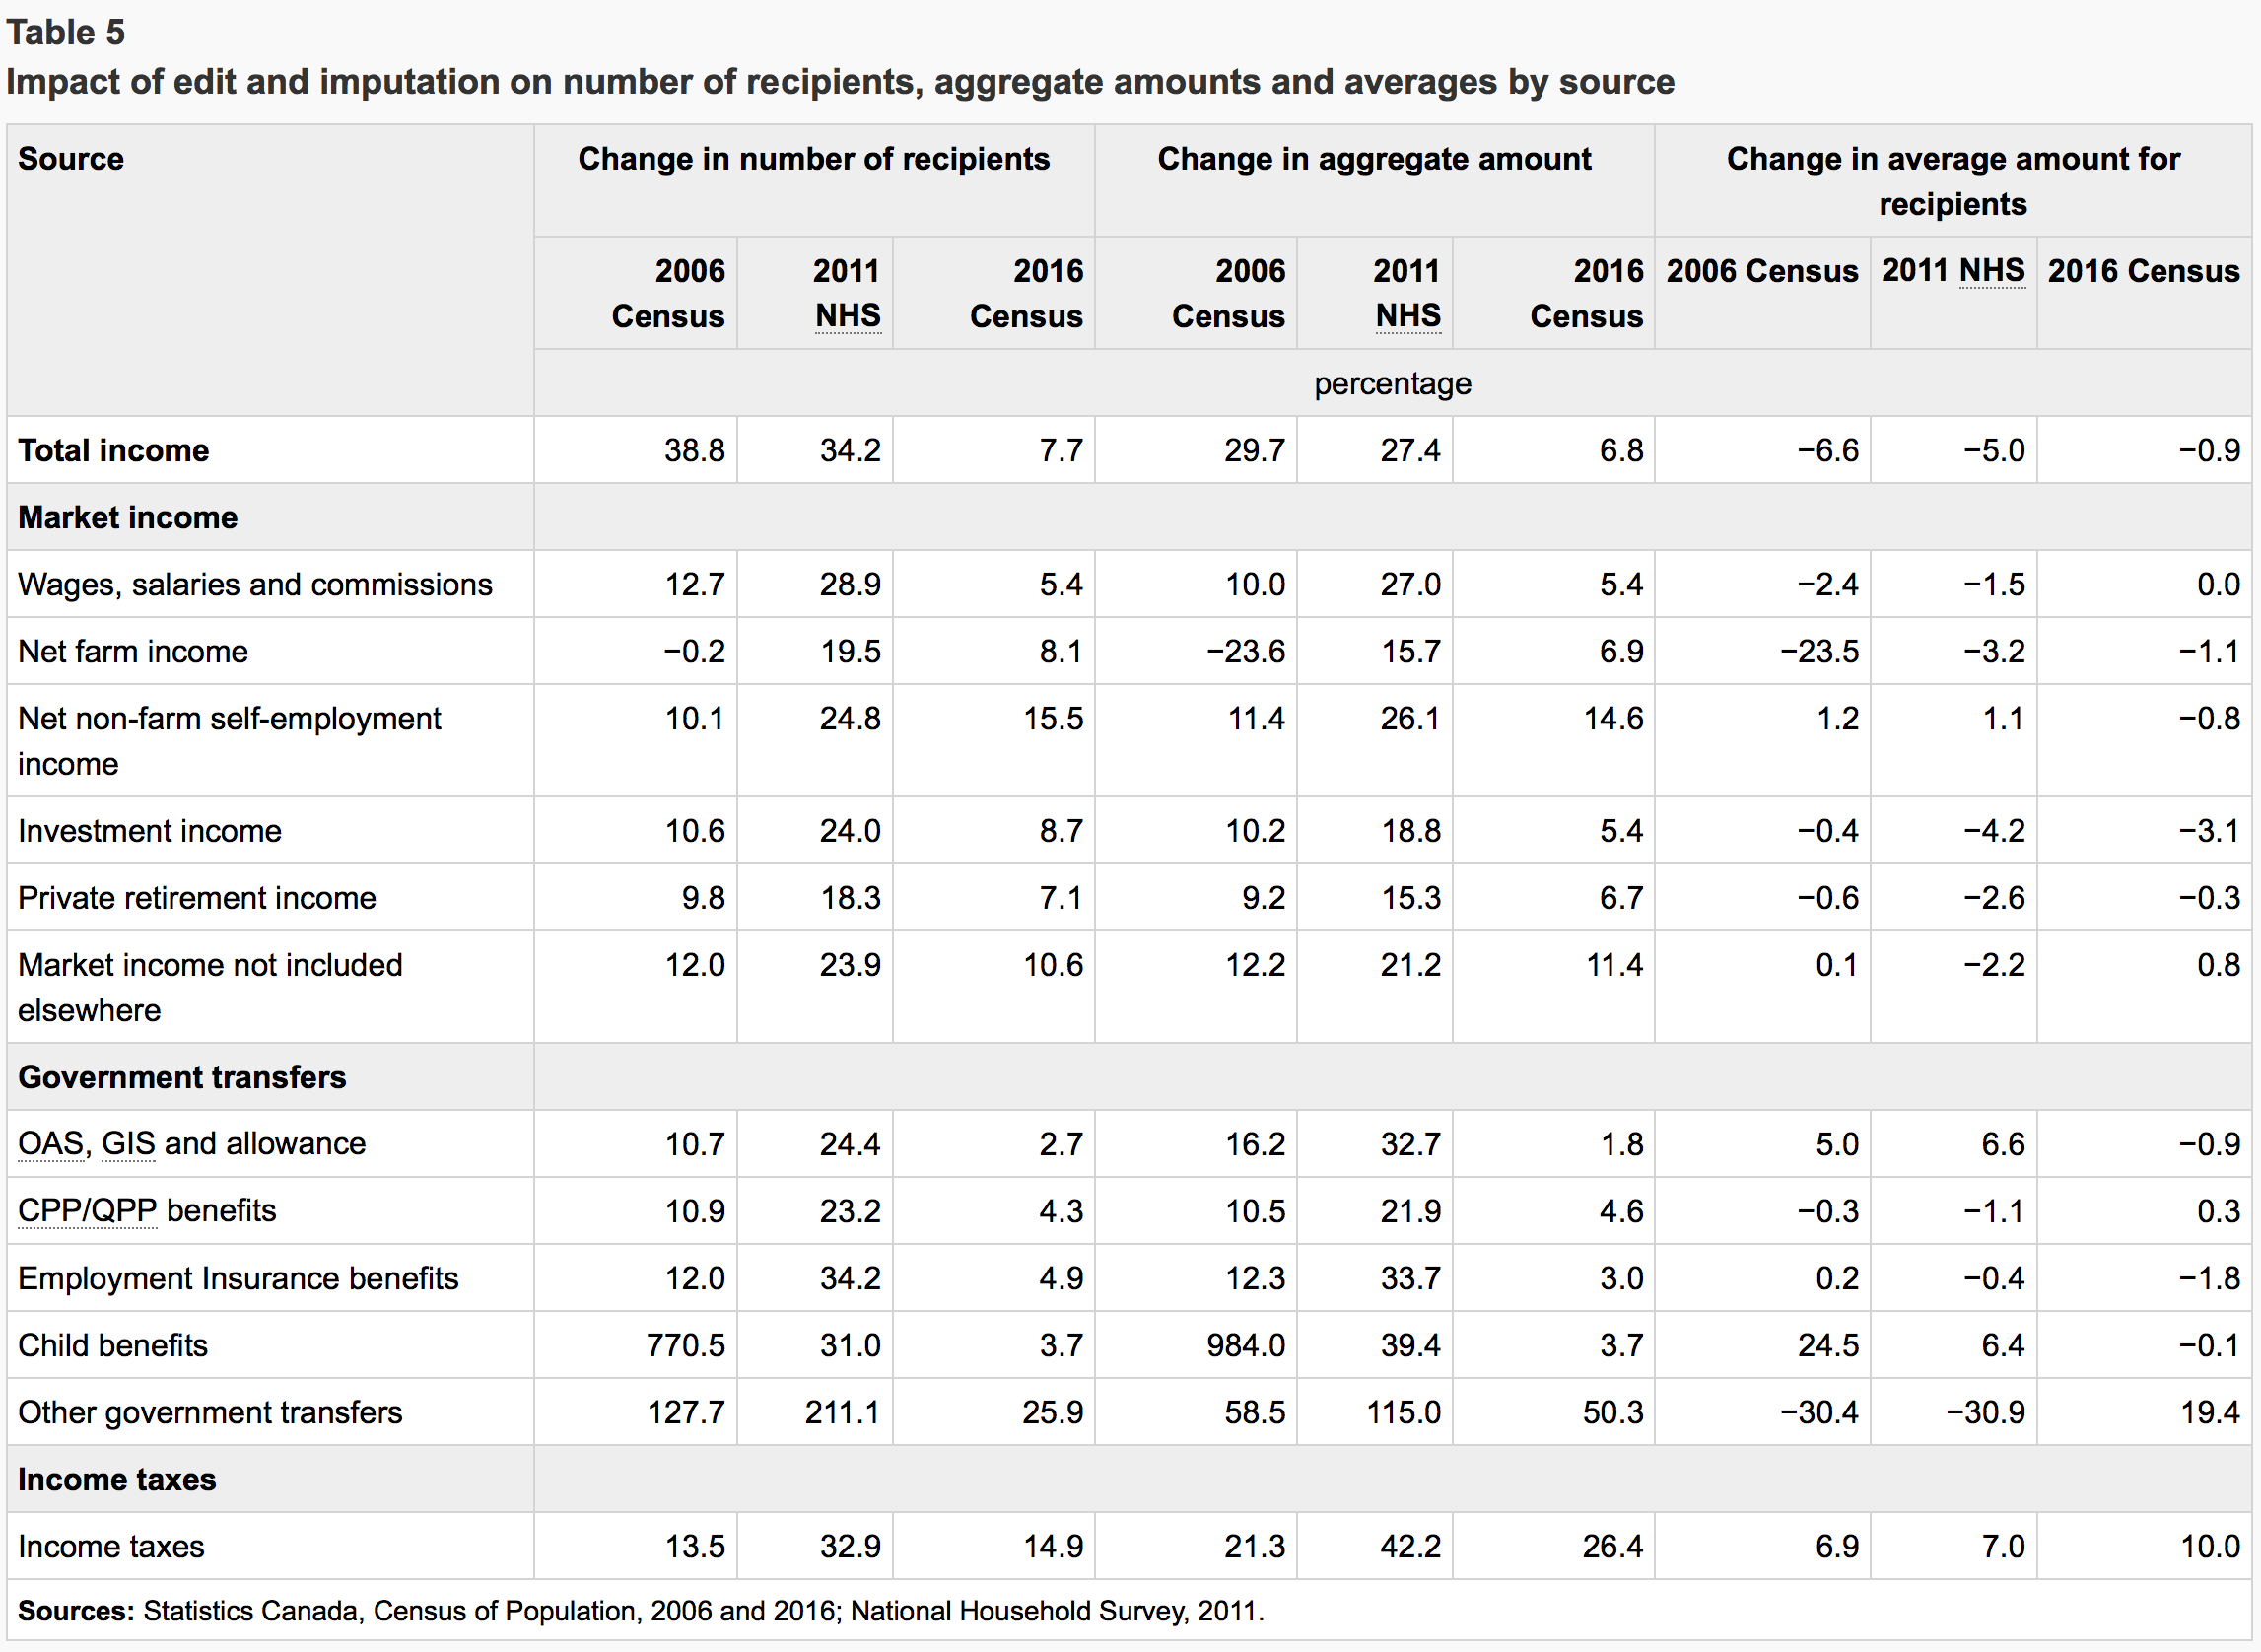 Table 5
Impact of edit and imputation on number of recipients, aggregate amounts and averages by source
Source Change in number of recipients Change in aggregate amount Change in average amount for
recipients
2006 2011 2016 2006 2011 2016 2006 Census 2011 NHS 2016 Census
Census NHS Census Census NHS Census
percentage
Total income 38.8 34.2 7.7 29.7 27.4 6.8 −6.6 −5.0 −0.9
Market income
Wages, salaries and commissions 12.7 28.9 5.4 10.0 27.0 5.4 −2.4 −1.5 0.0
Net farm income −0.2 19.5 8.1 −23.6 15.7 6.9 −23.5 −3.2 −1.1
Net non-farm self-employment 10.1 24.8 15.5 11.4 26.1 14.6 1.2 1.1 −0.8
income
Investment income 10.6 24.0 8.7 10.2 18.8 5.4 −0.4 −4.2 −3.1
Private retirement income 9.8 18.3 7.1 9.2 15.3 6.7 −0.6 −2.6 −0.3
Market income not included 12.0 23.9 10.6 12.2 21.2 11.4 0.1 −2.2 0.8
elsewhere
Government transfers
OAS, GIS and allowance 10.7 24.4 2.7 16.2 32.7 1.8 5.0 6.6 −0.9
CPP/QPP benefits 10.9 23.2 4.3 10.5 21.9 4.6 −0.3 −1.1 0.3
Employment Insurance benefits 12.0 34.2 4.9 12.3 33.7 3.0 0.2 −0.4 −1.8
Child benefits 770.5 31.0 3.7 984.0 39.4 3.7 24.5 6.4 −0.1
Other government transfers 127.7 211.1 25.9 58.5 115.0 50.3 −30.4 −30.9 19.4
Income taxes
Income taxes 13.5 32.9 14.9 21.3 42.2 26.4 6.9 7.0 10.0
Sources: Statistics Canada, Census of Population, 2006 and 2016; National Household Survey, 2011.